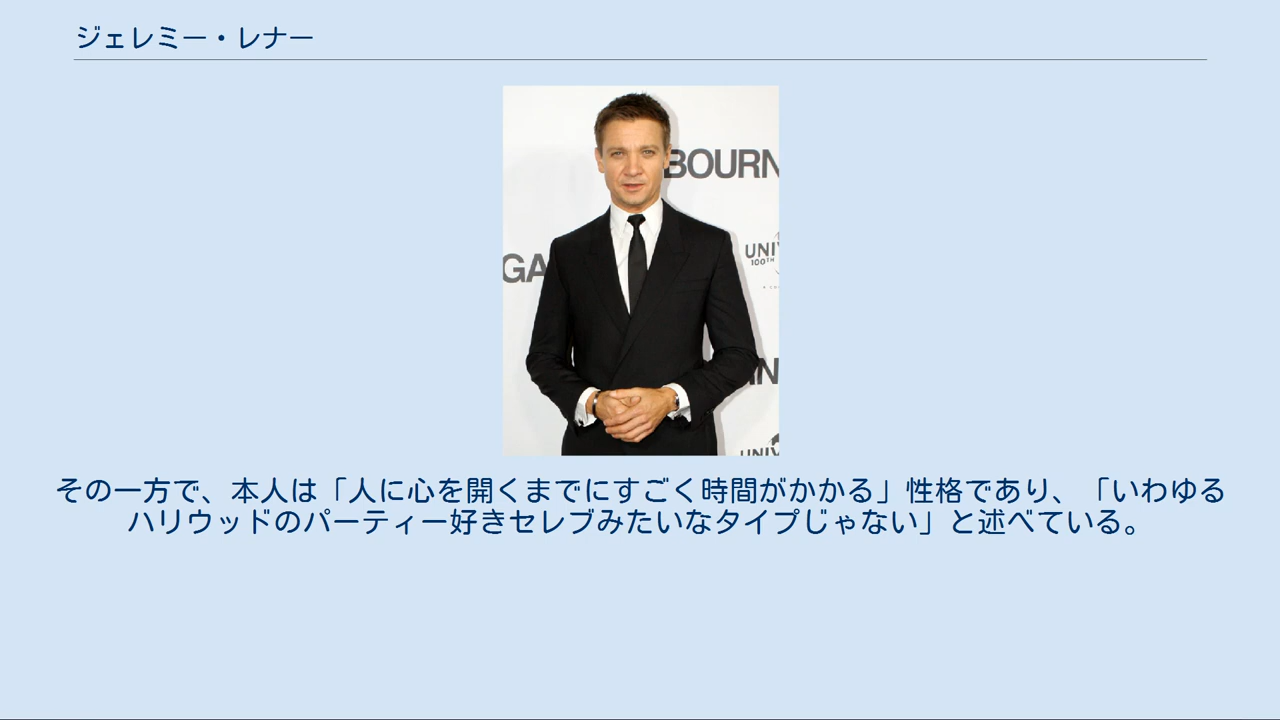 ジェレミー・レナー
BOURN
UNIV
100TH
GA
その一方で、本人は「人に心を開くまでにすごく時間がかかる」性格であり、「いわゆる
ハリウッドのパーティー好きセレブみたいなタイプじゃない」と述べている。